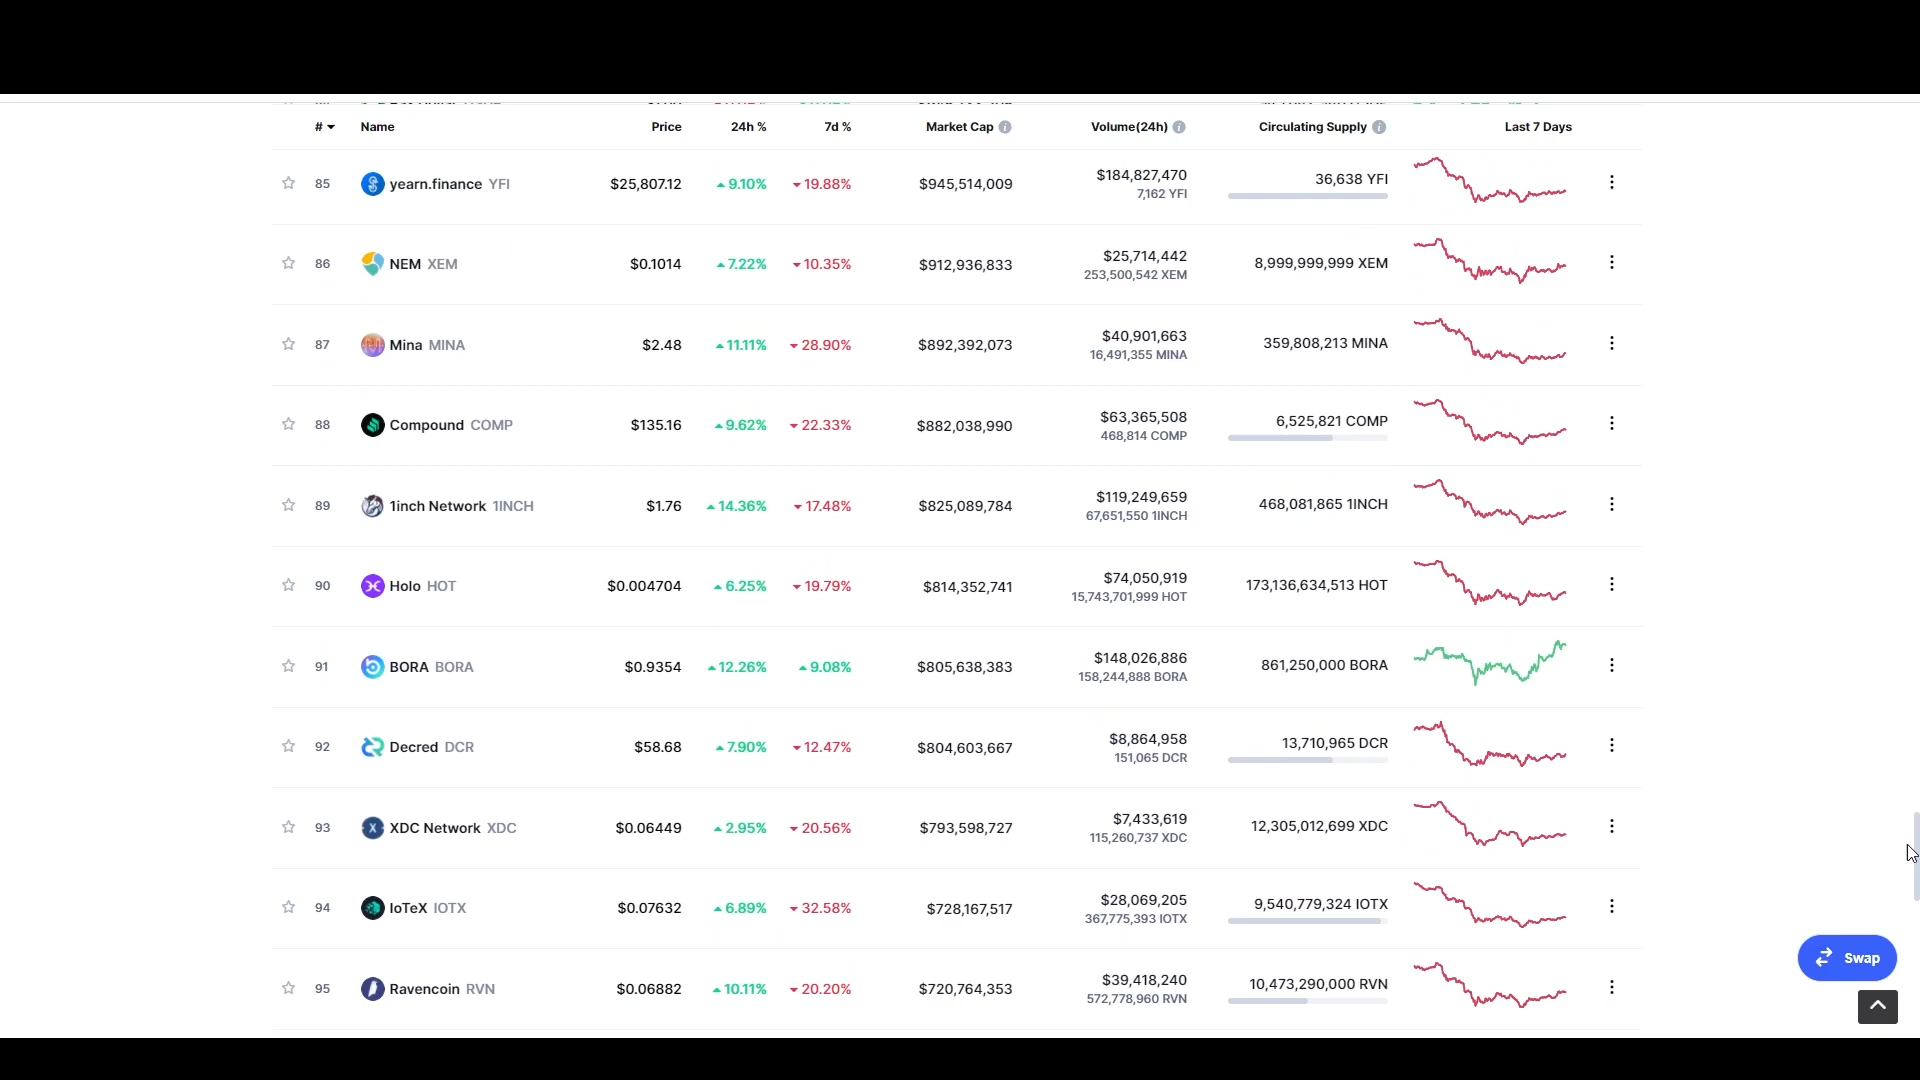 # Name Price 24h % 7d % Market Cap Volume(24h) Circulating Supply Last 7 Days
85 yearn.finance YFI $25,807.12 9.10% 19.88% $945,514,009 $184,827,470 36,638 YFI
7,162 YFI
86 NEM XEM $0.1014 7.22% 10.35% $912,936,833 $25,714,442 8,999,999,999 XEM
253,500,542 XEM
87 Mina MINA $2.48 11.11% 28.90% $892,392,073 $40,901,663 359,808,213 MINA
16,491,355 MINA
88 Compound COMP $135.16 9.62% 22.33% $882,038,990 $63,365,508 6,525,821 COMP
468,814 COMP
89 1inch Network 1INCH $1.76 14.36% 17.48% $825,089,784 $119,249,659 468,081,865 1INCH
67,651,550 1INCH
90 Holo HOT $0.004704 6.25% 19.79% $814,352,741 $74,050,919 173,136,634,513 HOT
15,743,701,999 HOT
91 BORA BORA $0.9354 12.26% 9.08% $805,638,383 $148,026,886 861,250,000 BORA
158,244,888 BORA
92 Decred DCR $58.68 7.90% 12.47% $804,603,667 $8,864,958 13,710,965 DCR
151,065 DCR
93 XDC Network XDC $0.06449 2.95% 20.56% $793,598,727 $7,433,619 12,305,012,699 XDC
115,260,737 XDC
94 IoTeX IOTX $0.07632 6.89% 32.58% $728,167,517 $28,069,205 9,540,779,324 IOTX
367,775,393 IOTX
Swap
95 Ravencoin RVN $0.06882 10.11% 20.20% $720,764,353 $39,418,240 10,473,290,000 RVN
572,778,960 RVN